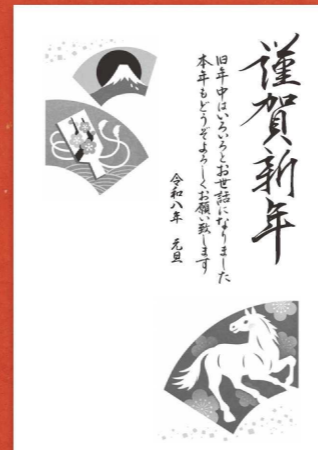 謹賀新年
旧年中はいろいろとお世話になりました
本年もどうぞよろしくお願い致します
令和八年　元旦